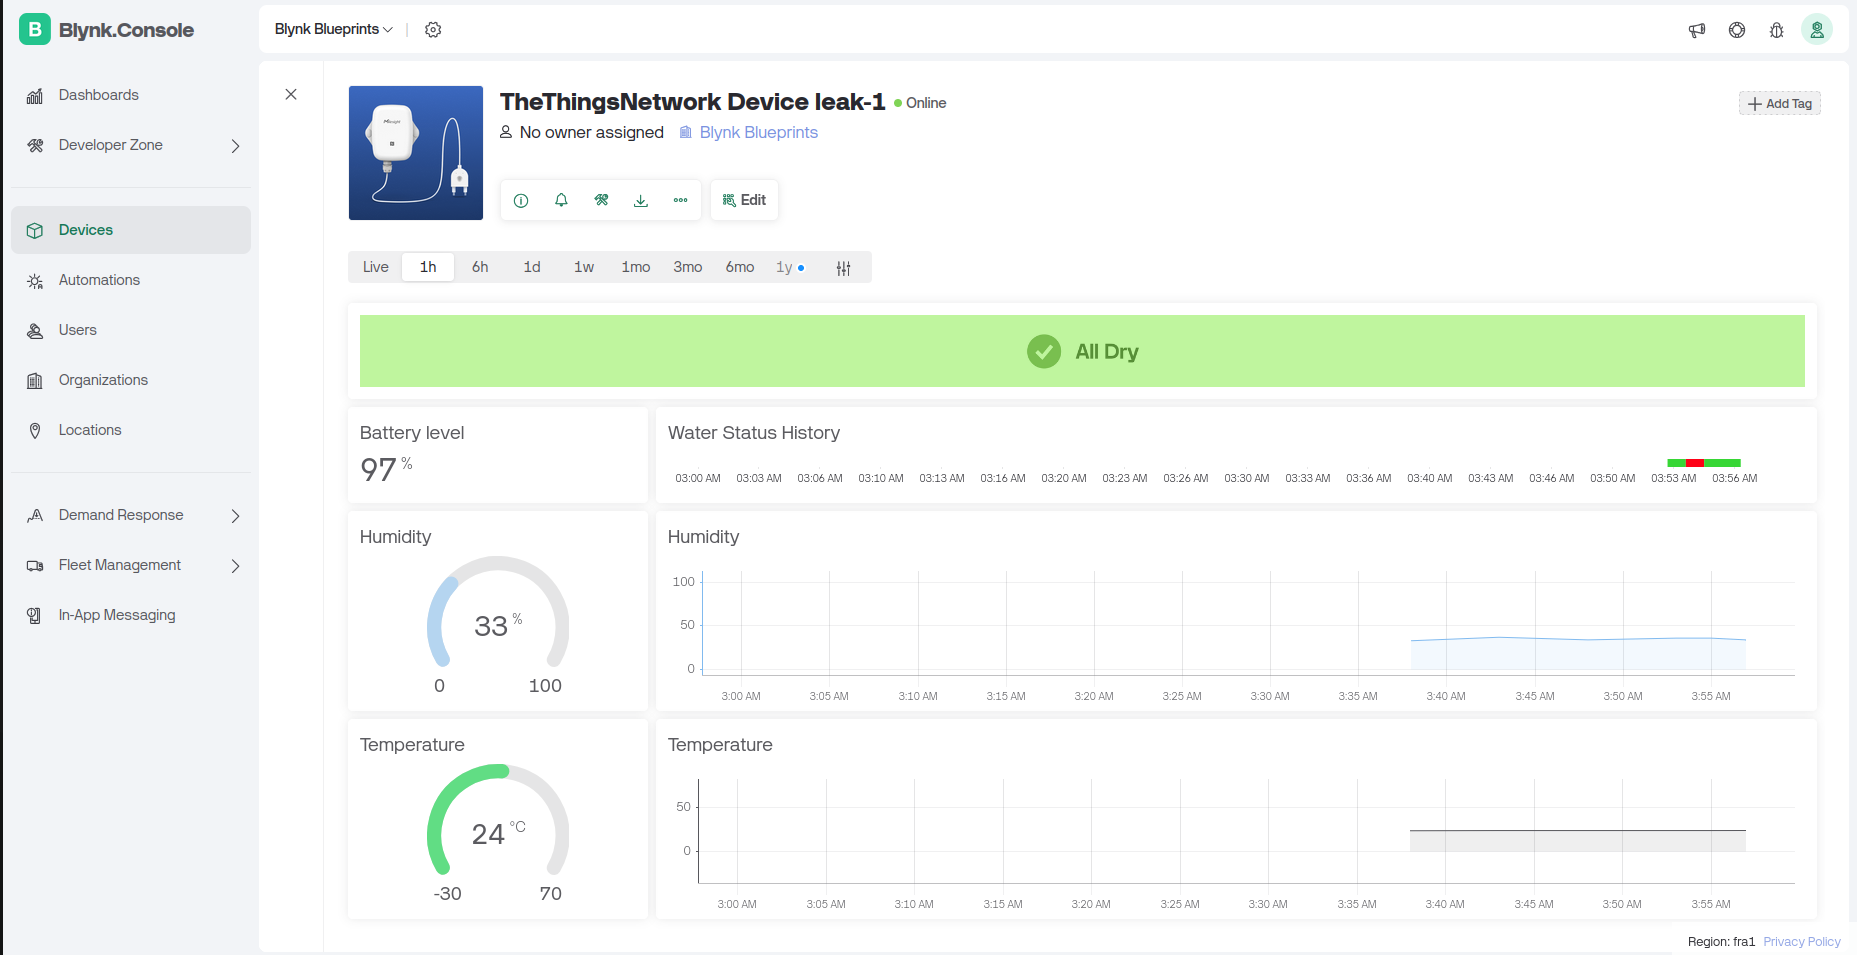 B Blynk.Console
Blynk Blueprints
Dashboards
Developer Zone
Devices
Automations
Users
Organizations
Locations
Demand Response
Fleet Management
In-App Messaging
TheThingsNetwork Device leak-1 Online
Add Tag
No owner assigned Blynk Blueprints
Edit
Live 1h 6h 1d 1w 1mo 3mo 6mo 1y
All Dry
Battery level
97 %
Water Status History
03:00 AM 03:03 AM 03:06 AM 03:10 AM 03:13 AM 03:16 AM 03:20 AM 03:23 AM 03:26 AM 03:30 AM 03:33 AM 03:36 AM 03:40 AM 03:43 AM 03:46 AM 03:50 AM 03:53 AM 03:56 AM
Humidity
33 %
0 100
Humidity
100
50
0
3:00 AM 3:05 AM 3:10 AM 3:15 AM 3:20 AM 3:25 AM 3:30 AM 3:35 AM 3:40 AM 3:45 AM 3:50 AM 3:55 AM
Temperature
24 °C
-30 70
Temperature
50
0
3:00 AM 3:05 AM 3:10 AM 3:15 AM 3:20 AM 3:25 AM 3:30 AM 3:35 AM 3:40 AM 3:45 AM 3:50 AM 3:55 AM
Region: fra1 Privacy Policy